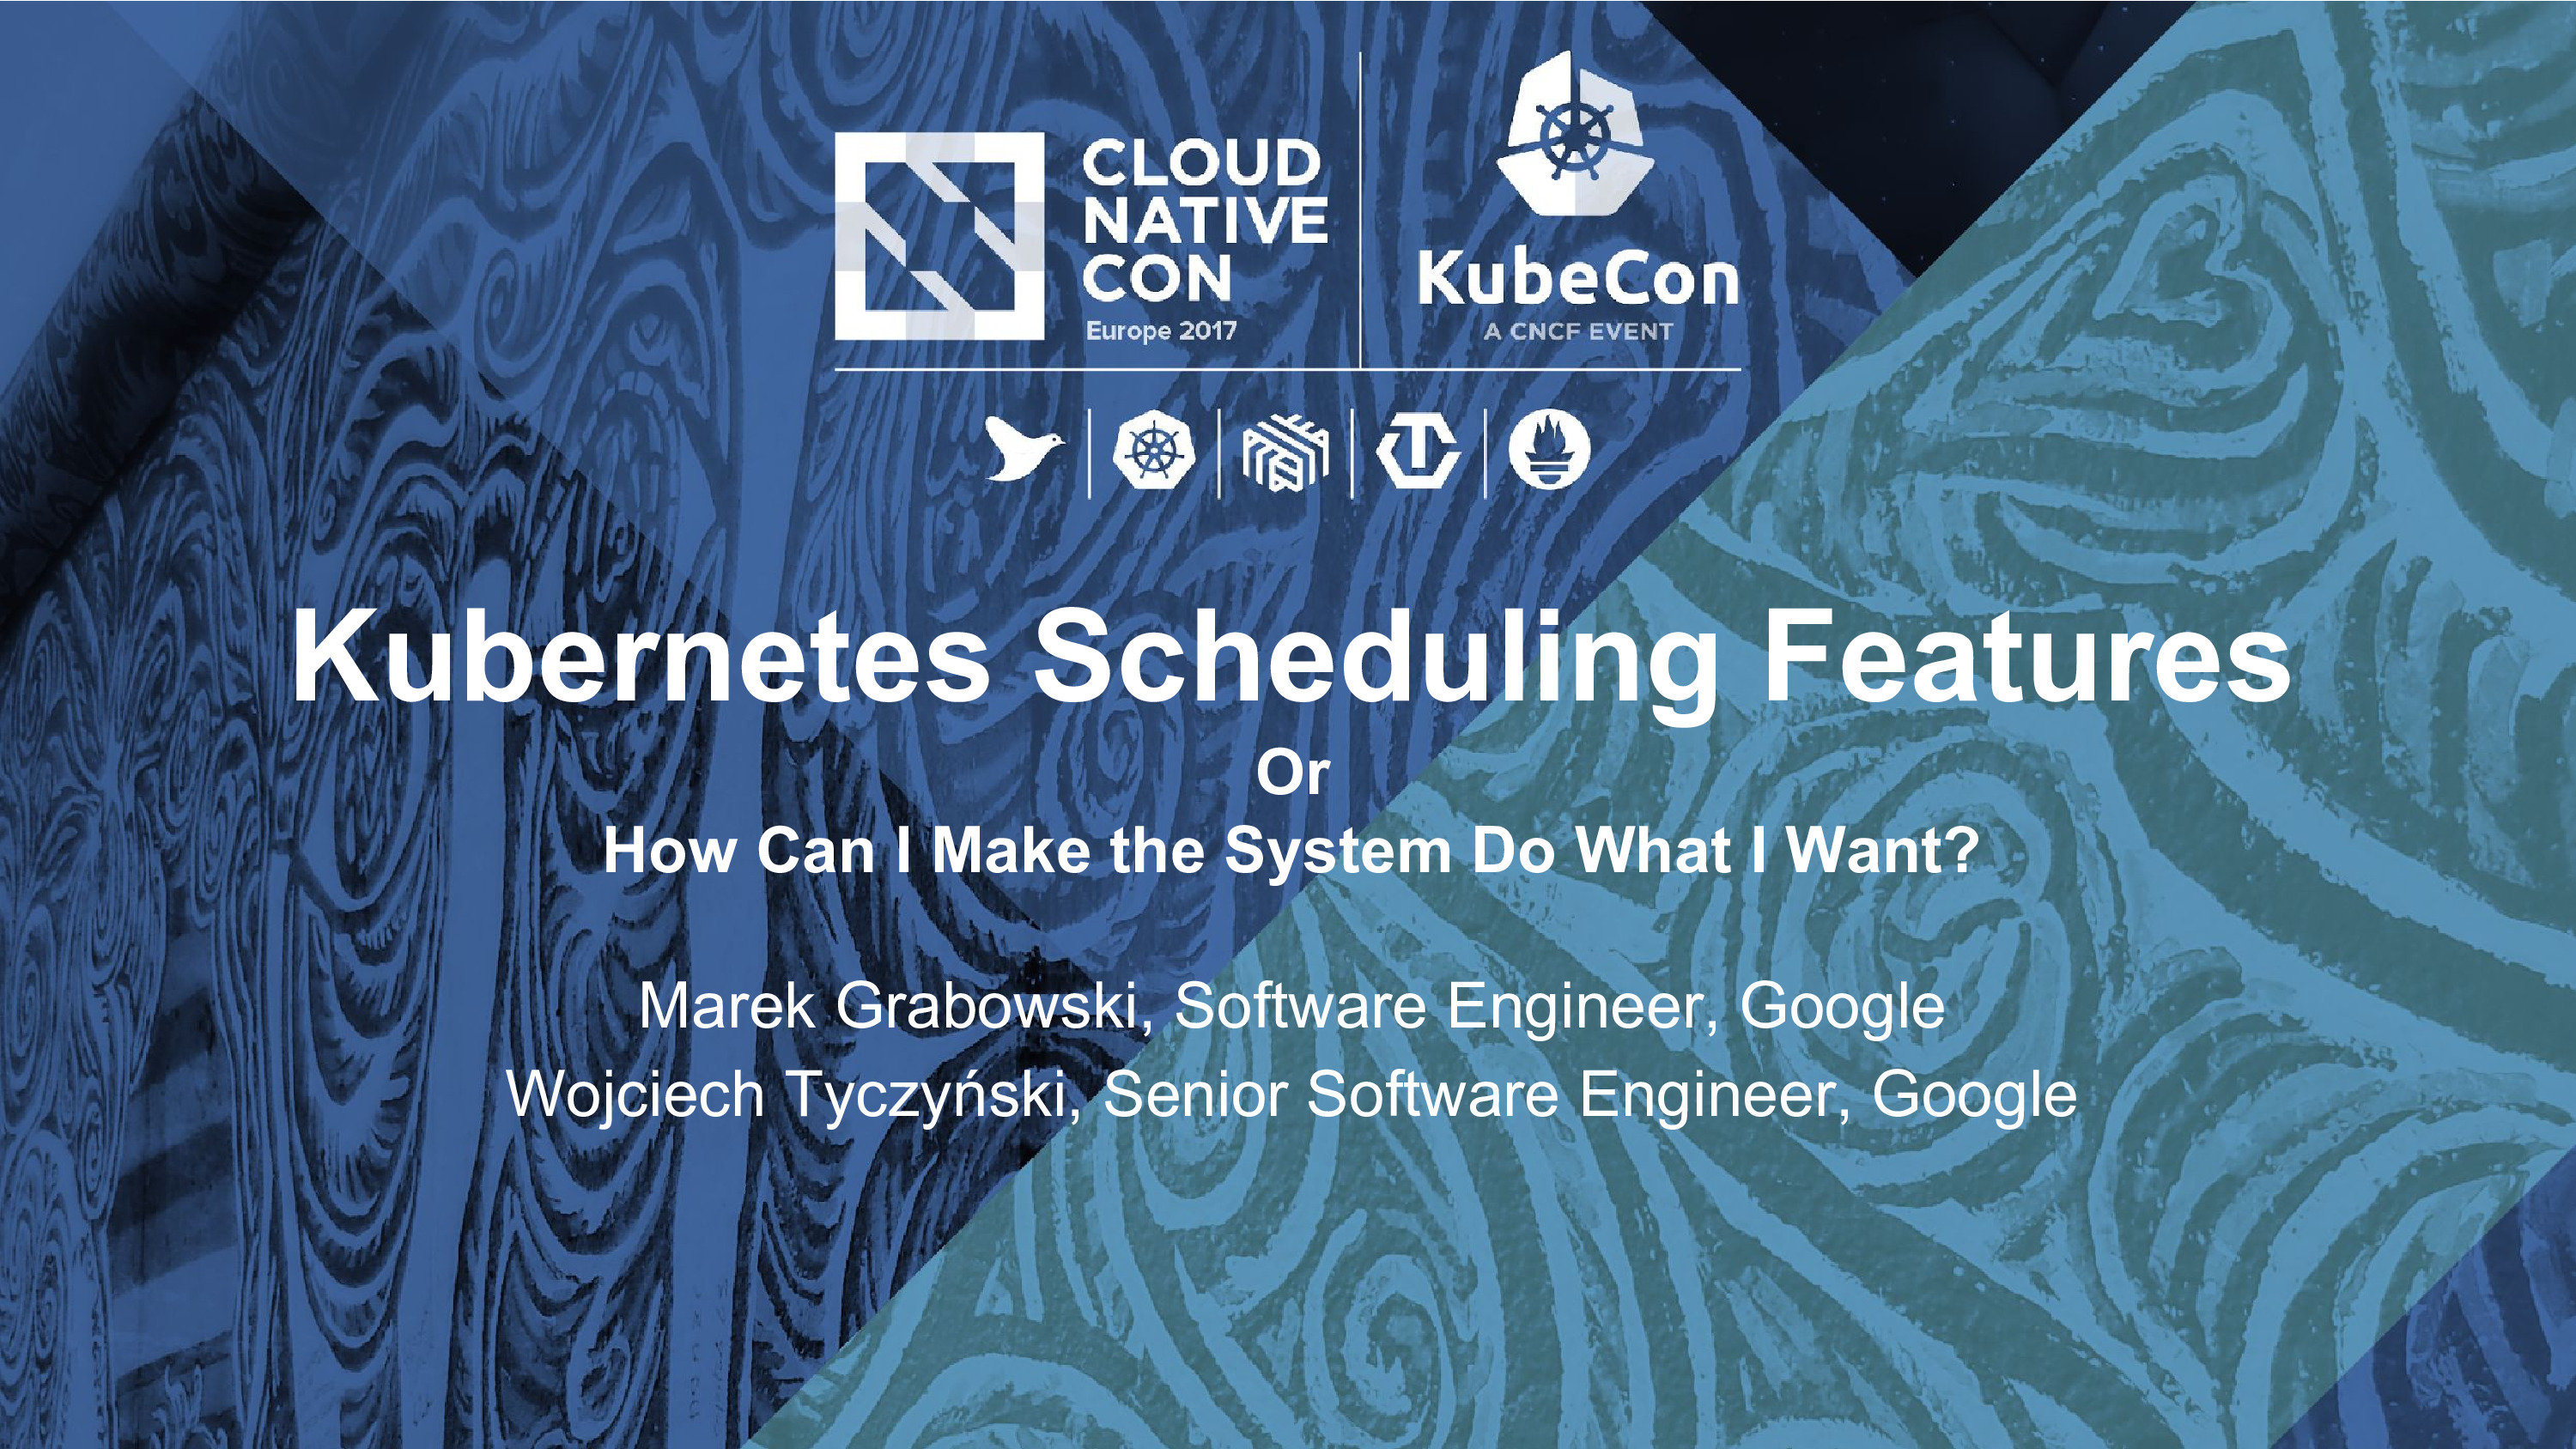 CLOUD
NATIVE
CON
Europe 2017
KubeCon
A CNCF EVENT
Kubernetes Scheduling Features
Or
How Can I Make the System Do What I Want?
Marek Grabowski, Software Engineer, Google
Wojciech Tyczyński, Senior Software Engineer, Google